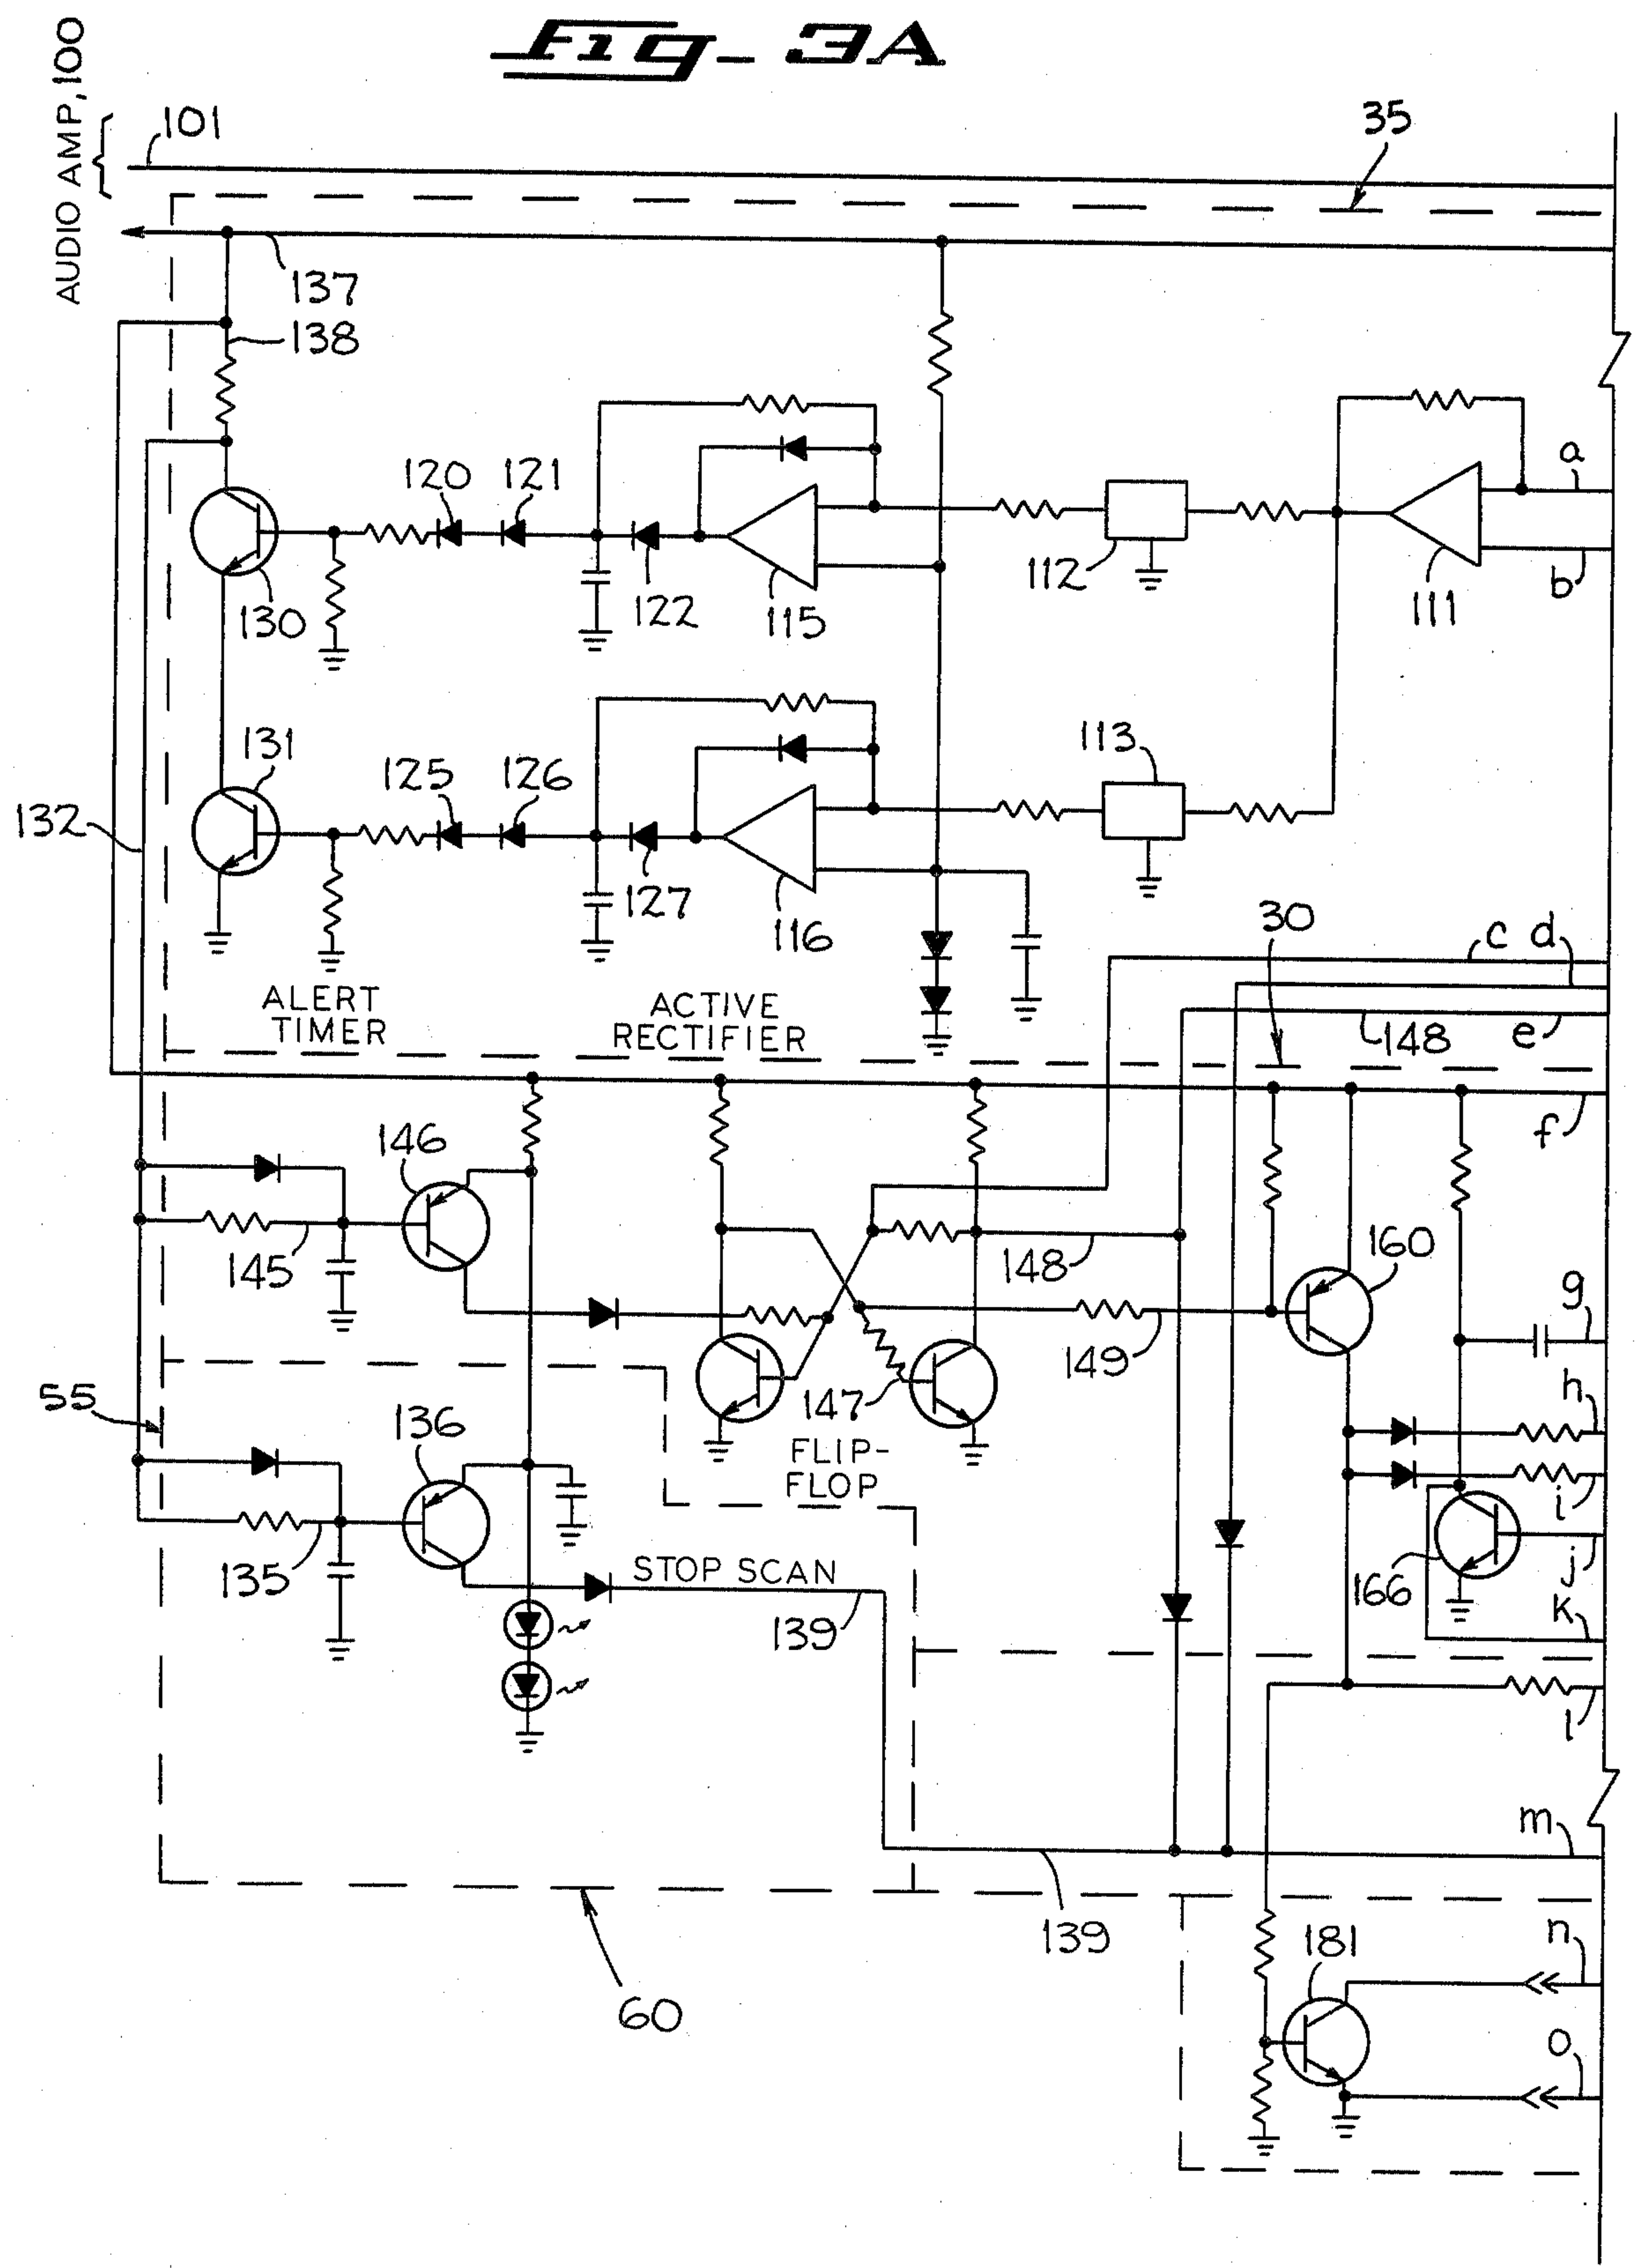 Fig-3A
AUDIO AMP, 100
101
35
137
138
a
120
121
b
112
111
122
115
130
113
131
125
126
132
127
116
30
c
d
ALERT
TIMER
ACTIVE
RECTIFIER
148
e
f
146
160
145
148
g
149
55
147
h
136
FLIP-
FLOP
i
135
STOP SCAN
166
j
139
k
l
m
139
n
181
60
o